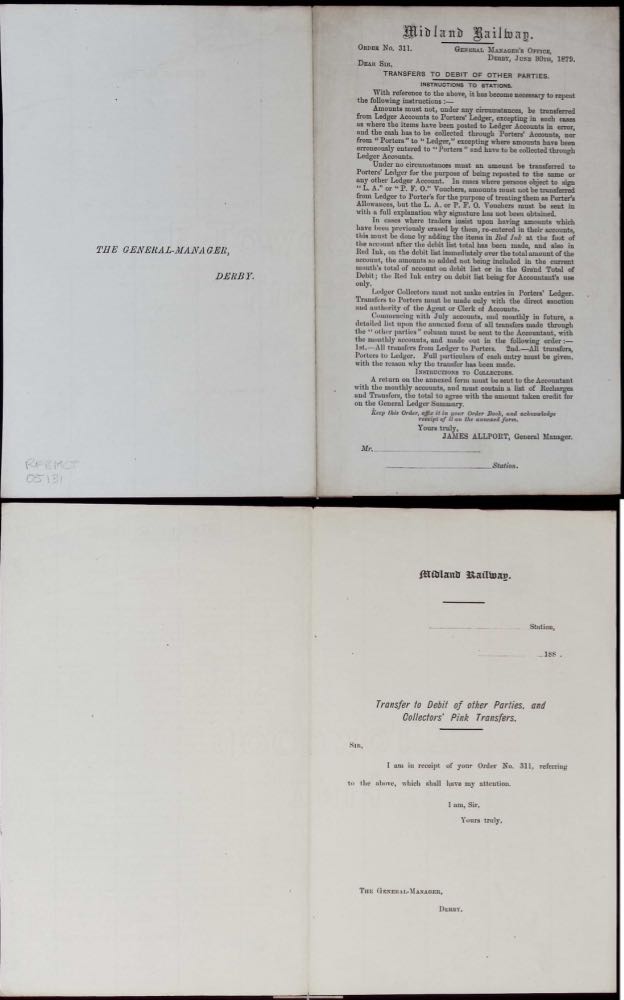 THE GENERAL-MANAGER,
DERBY.
RFRMCT
05131
Midland Railway.
ORDER NO. 311.
GENERAL MANAGER'S OFFICE,
DERBY, JUNE 30TH, 1879.
DEAR SIR,
TRANSFERS TO DEBIT OF OTHER PARTIES.
INSTRUCTIONS TO STATIONS.
With reference to the above, it has become necessary to repeat
the following instructions :—
Amounts must not, under any circumstances, be transferred
from Ledger Accounts to Porters' Ledger, excepting in such cases
as where the items have been posted to Ledger Accounts in error,
and the cash has to be collected through Porters' Accounts, nor
from "Porters" to "Ledger," excepting where amounts have been
erroneously entered to "Porters" and have to be collected through
Ledger Accounts.
Under no circumstances must an amount be transferred to
Porters' Ledger for the purpose of being reposted to the same or
any other Ledger Account. In cases where persons object to sign
"L. A." or "P. F. O." Vouchers, amounts must not be transferred
from Ledger to Porter's for the purpose of treating them as Porter's
Allowances, but the L. A. or P. F. O. Vouchers must be sent in
with a full explanation why signature has not been obtained.
In cases where traders insist upon having amounts which
have been previously erased by them, re-entered in their accounts,
this must be done by adding the items in Red Ink at the foot of
the account after the debit list total has been made, and also in
Red Ink, on the debit list immediately over the total amount of the
account, the amounts so added not being included in the current
month's total of account on debit list or in the Grand Total of
Debit; the Red Ink entry on debit list being for Accountant's use
only.
Ledger Collectors must not make entries in Porters' Ledger.
Transfers to Porters must be made only with the direct sanction
and authority of the Agent or Clerk of Accounts.
Commencing with July accounts, and monthly in future, a
detailed list upon the annexed form of all transfers made through
the "other parties" column must be sent to the Accountant, with
the monthly accounts, and made out in the following order :—
1st.—All transfers from Ledger to Porters. 2nd.—All transfers,
Porters to Ledger. Full particulars of each entry must be given,
with the reason why the transfer has been made.
INSTRUCTIONS TO COLLECTORS.
A return on the annexed form must be sent to the Accountant
with the monthly accounts, and must contain a list of Recharges
and Transfers, the total to agree with the amount taken credit for
on the General Ledger Summary.
Keep this Order, affix it in your Order Book, and acknowledge
receipt of it on the annexed form.
Yours truly,
JAMES ALLPORT, General Manager.
Mr.
Station.
Midland Railway.
Station,
188 .
Transfer to Debit of other Parties, and
Collectors' Pink Transfers.
SIR,
I am in receipt of your Order No. 311, referring
to the above, which shall have my attention.
I am, Sir,
Yours truly,
THE GENERAL-MANAGER,
DERBY.